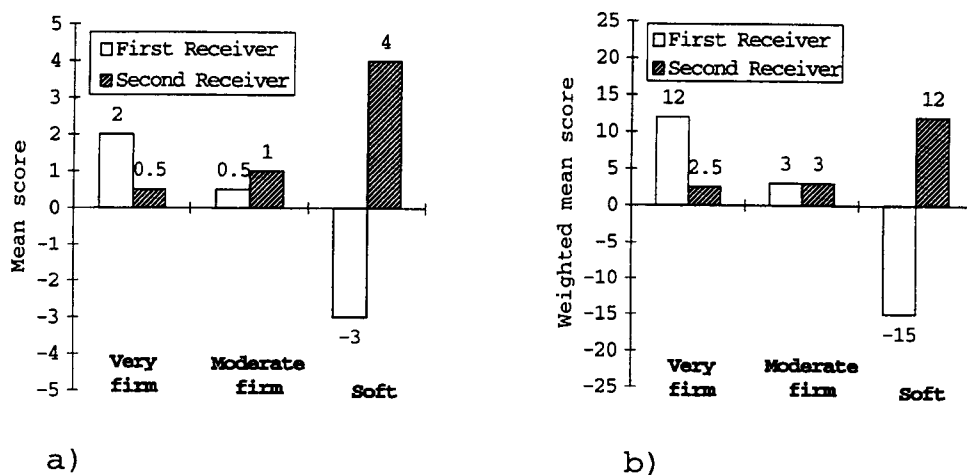 5
4
3
2
1
0
-1
-2
-3
-4
-5
Mean score
First Receiver
Second Receiver
2
0.5
0.5
1
4
-3
Very firm
Moderate firm
Soft
a)
25
20
15
10
5
0
-5
-10
-15
-20
-25
Weighted mean score
First Receiver
Second Receiver
12
2.5
3
3
12
-15
Very firm
Moderate firm
Soft
b)